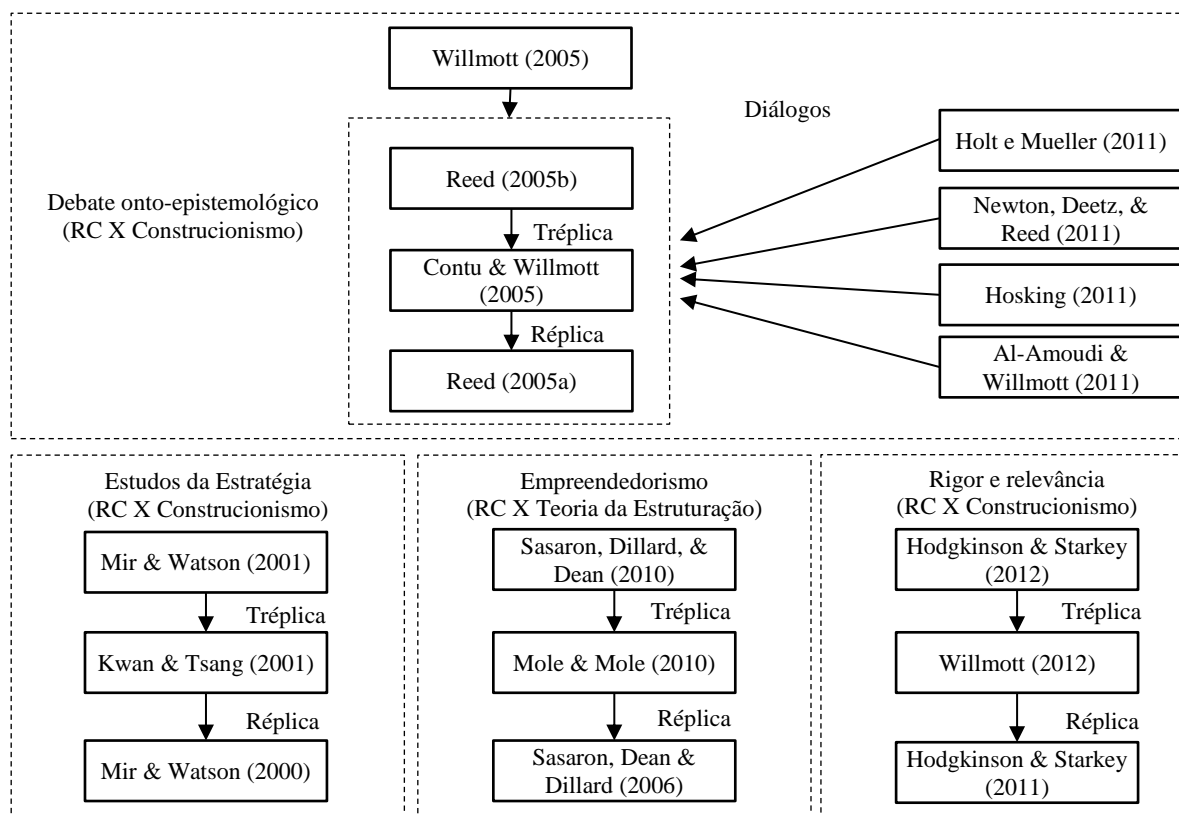 Willmott (2005)
Diálogos
Debate onto-epistemológico
(RC X Construcionismo)
Reed (2005b)
Tréplica
Contu & Willmott
(2005)
Réplica
Reed (2005a)
Holt e Mueller (2011)
Newton, Deetz, &
Reed (2011)
Hosking (2011)
Al-Amoudi &
Willmott (2011)
Estudos da Estratégia
(RC X Construcionismo)
Mir & Watson (2001)
Tréplica
Kwan & Tsang (2001)
Réplica
Mir & Watson (2000)
Empreendedorismo
(RC X Teoria da Estruturação)
Sasaron, Dillard, &
Dean (2010)
Tréplica
Mole & Mole (2010)
Réplica
Sasaron, Dean &
Dillard (2006)
Rigor e relevância
(RC X Construcionismo)
Hodgkinson & Starkey
(2012)
Tréplica
Willmott (2012)
Réplica
Hodgkinson & Starkey
(2011)